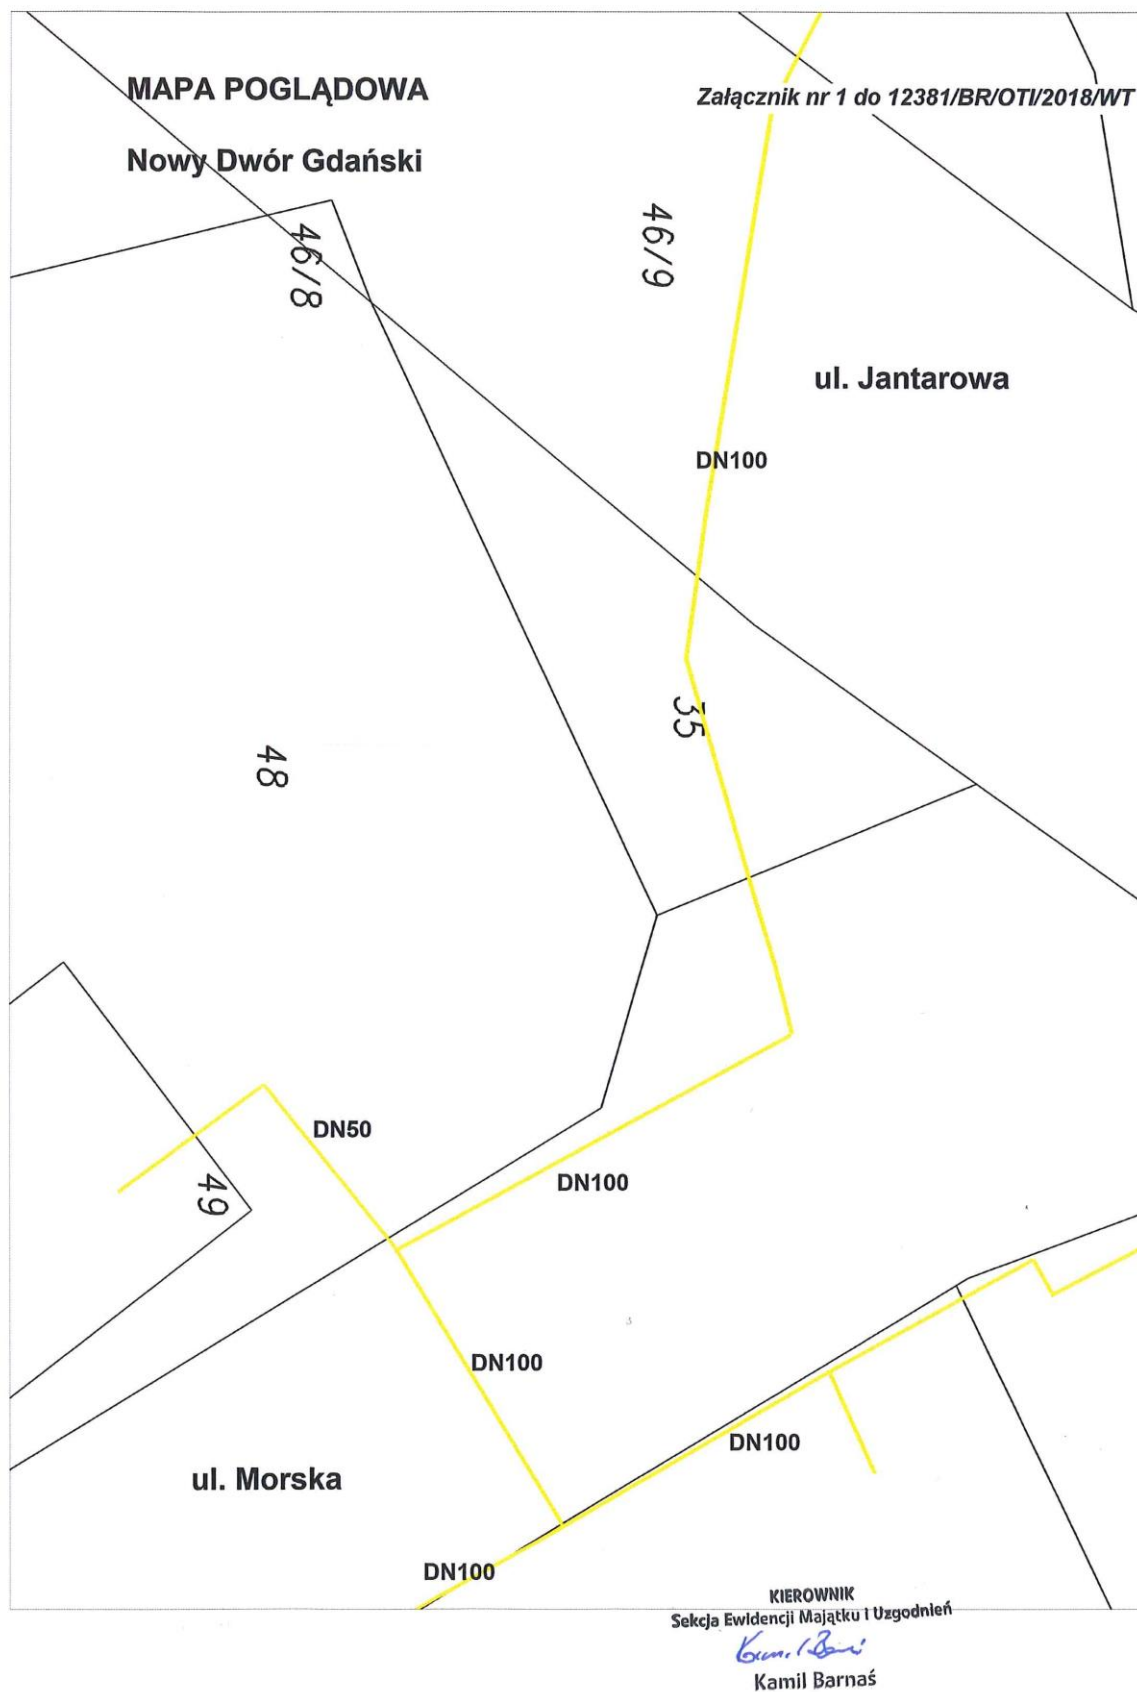 MAPA POGLĄDOWA
Załącznik nr 1 do 12381/BR/OTI/2018/WT
Nowy Dwór Gdański
46/8
46/9
ul. Jantarowa
DN100
35
48
DN50
DN100
49
DN100
DN100
ul. Morska
DN100
KIEROWNIK
Sekcja Ewidencji Majątku i Uzgodnień
Kamil Barnaś